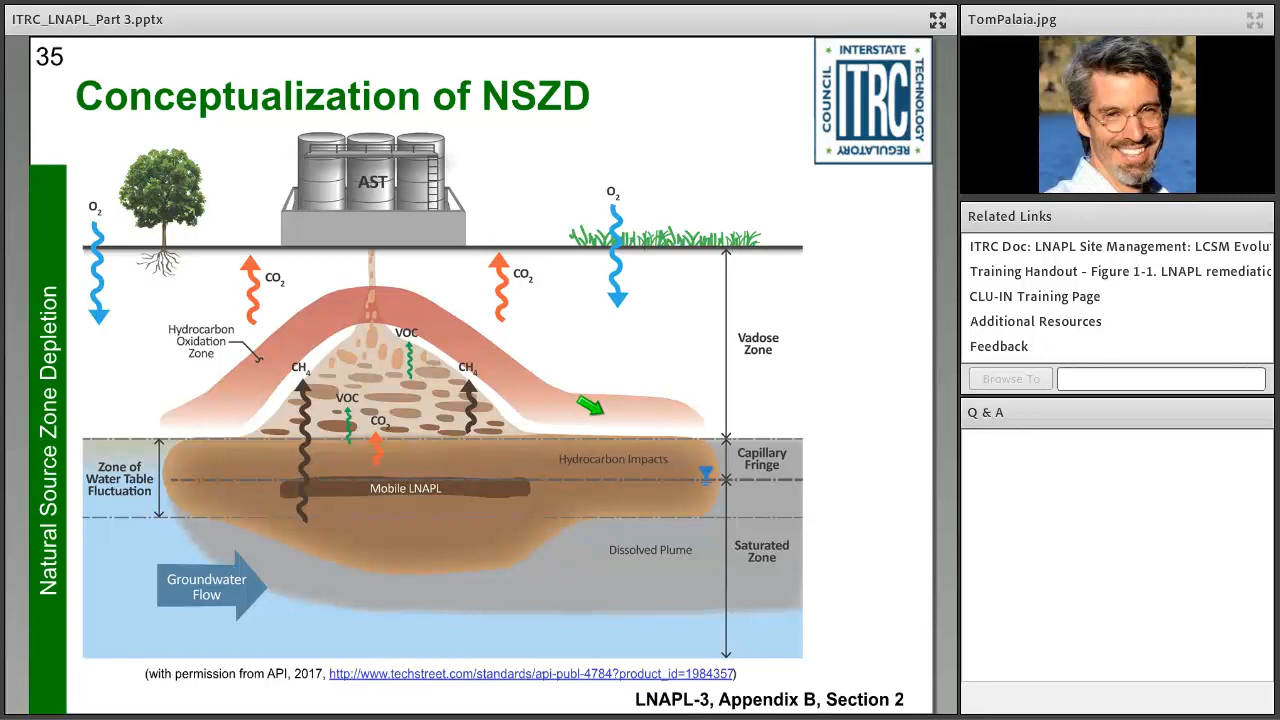 ITRC_LNAPL_Part 3.pptx
35
Conceptualization of NSZD
INTERSTATE
COUNCIL
ITRC
TECHNOLOGY
REGULATORY
AST
O2
O2
CO2
CO2
Hydrocarbon
Oxidation
Zone
VOC
Vadose
Zone
CH4
CH4
VOC
CO2
Natural Source Zone Depletion
Zone of
Water Table
Fluctuation
Hydrocarbon Impacts
Capillary
Fringe
Mobile LNAPL
Dissolved Plume
Saturated
Zone
Groundwater
Flow
(with permission from API, 2017, http://www.techstreet.com/standards/api-publ-4784?product_id=1984357)
LNAPL-3, Appendix B, Section 2
TomPalaia.jpg
Related Links
ITRC Doc: LNAPL Site Management: LCSM Evolu
Training Handout - Figure 1-1. LNAPL remediatic
CLU-IN Training Page
Additional Resources
Feedback
Browse To
Q & A